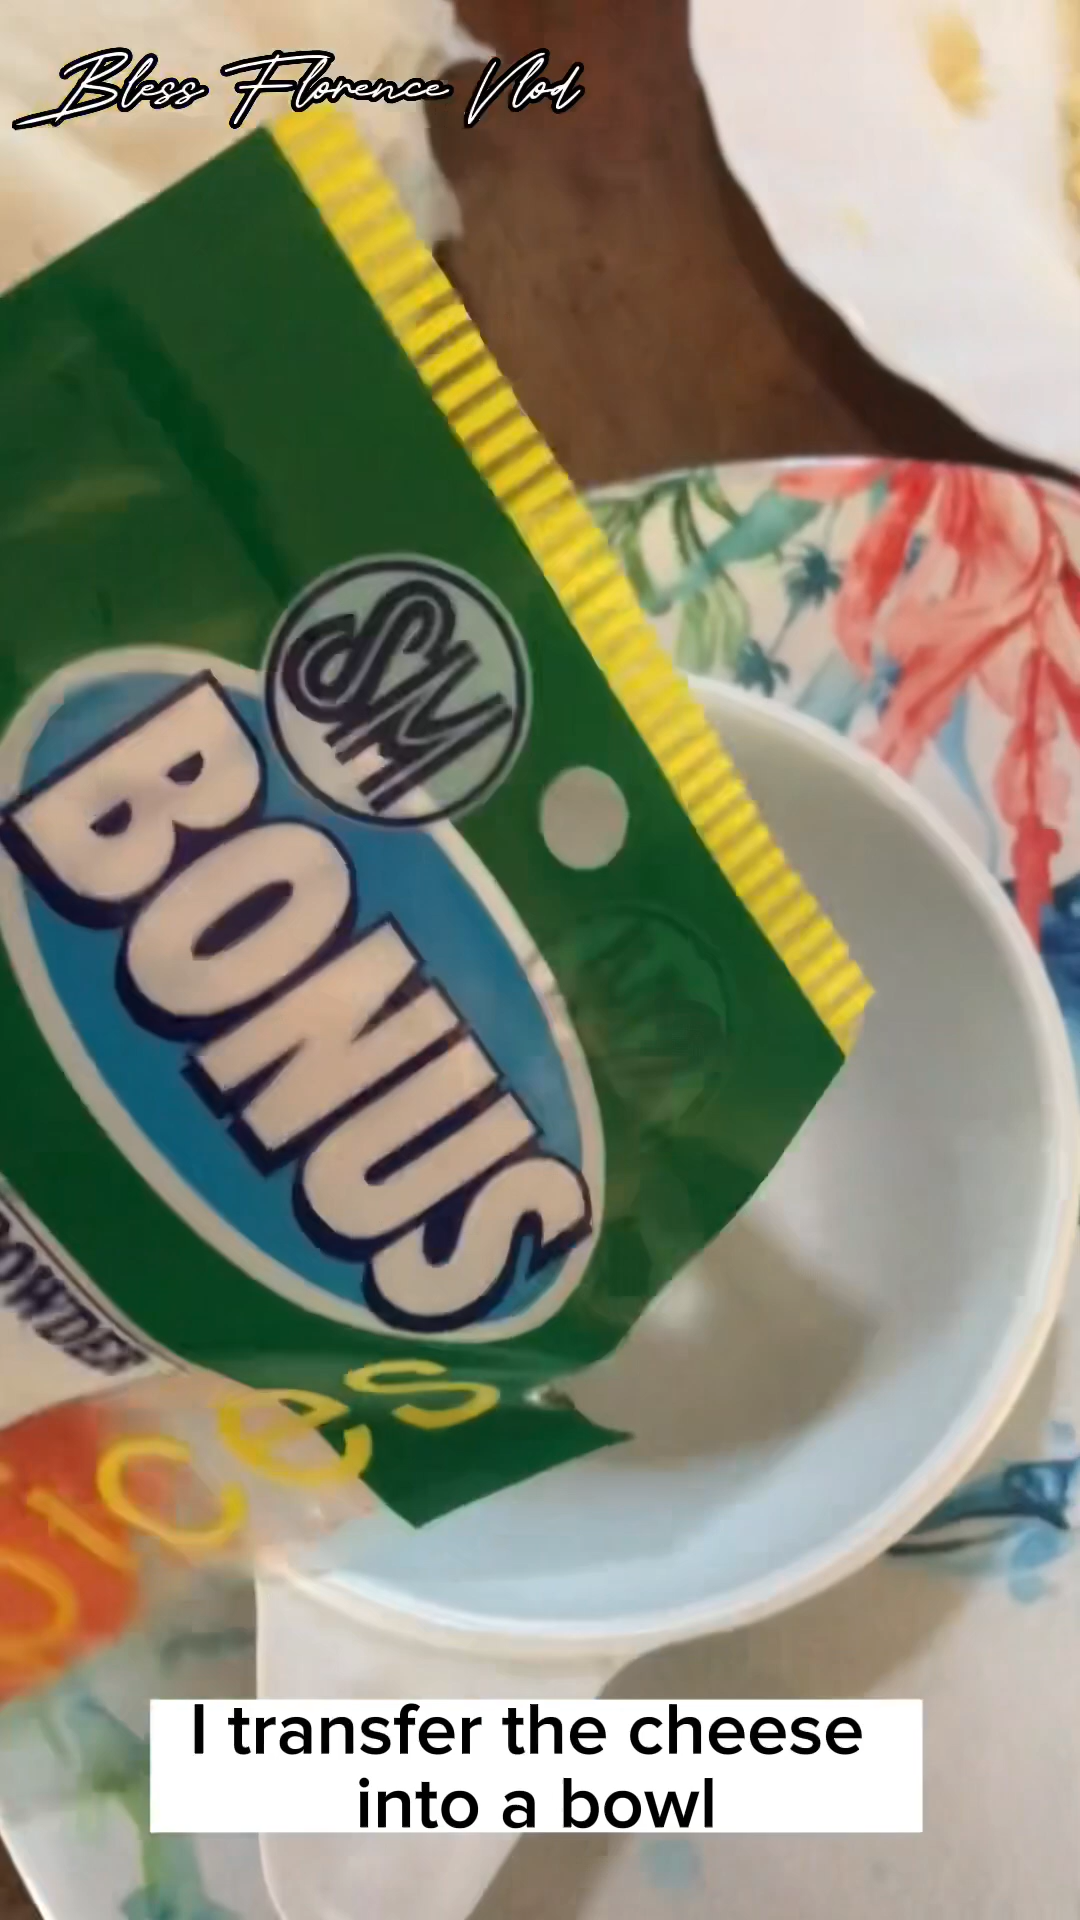 Bless Florence Vlod
SM
BONUS
POWDER
I transfer the cheese
into a bowl